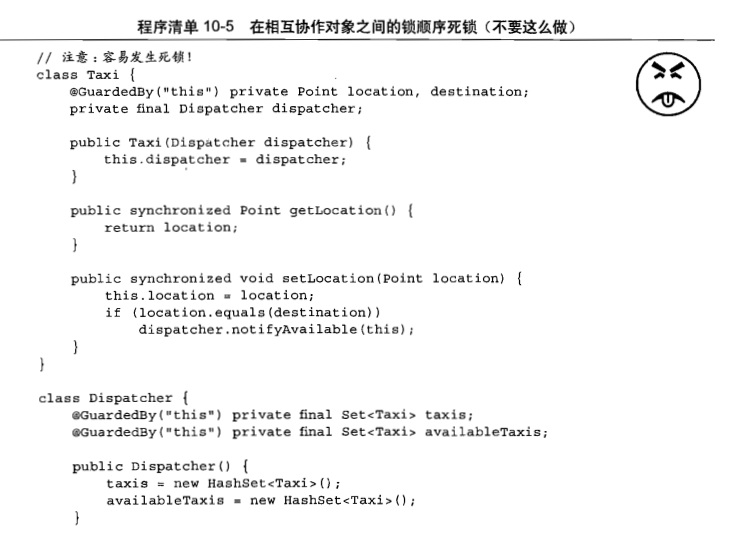 程序清单 10-5 在相互协作对象之间的锁顺序死锁（不要这么做）
// 注意：容易发生死锁！
class Taxi {
    @GuardedBy("this") private Point location, destination;
    private final Dispatcher dispatcher;

    public Taxi(Dispatcher dispatcher) {
        this.dispatcher = dispatcher;
    }

    public synchronized Point getLocation() {
        return location;
    }

    public synchronized void setLocation(Point location) {
        this.location = location;
        if (location.equals(destination))
            dispatcher.notifyAvailable(this);
    }
}

class Dispatcher {
    @GuardedBy("this") private final Set<Taxi> taxis;
    @GuardedBy("this") private final Set<Taxi> availableTaxis;

    public Dispatcher() {
        taxis = new HashSet<Taxi>();
        availableTaxis = new HashSet<Taxi>();
    }